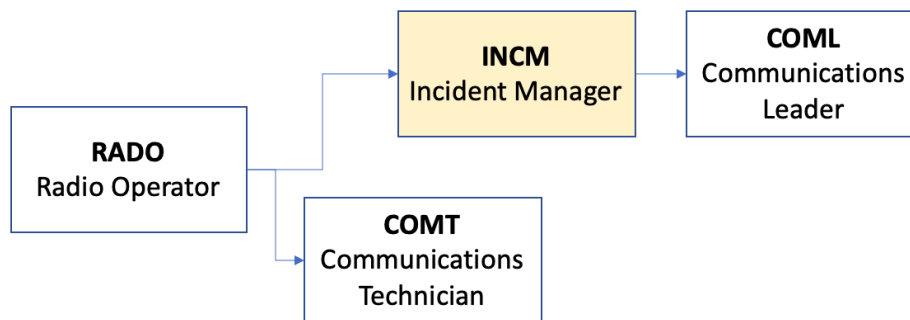 RADO
Radio Operator
INCM
Incident Manager
COML
Communications
Leader
COMT
Communications
Technician